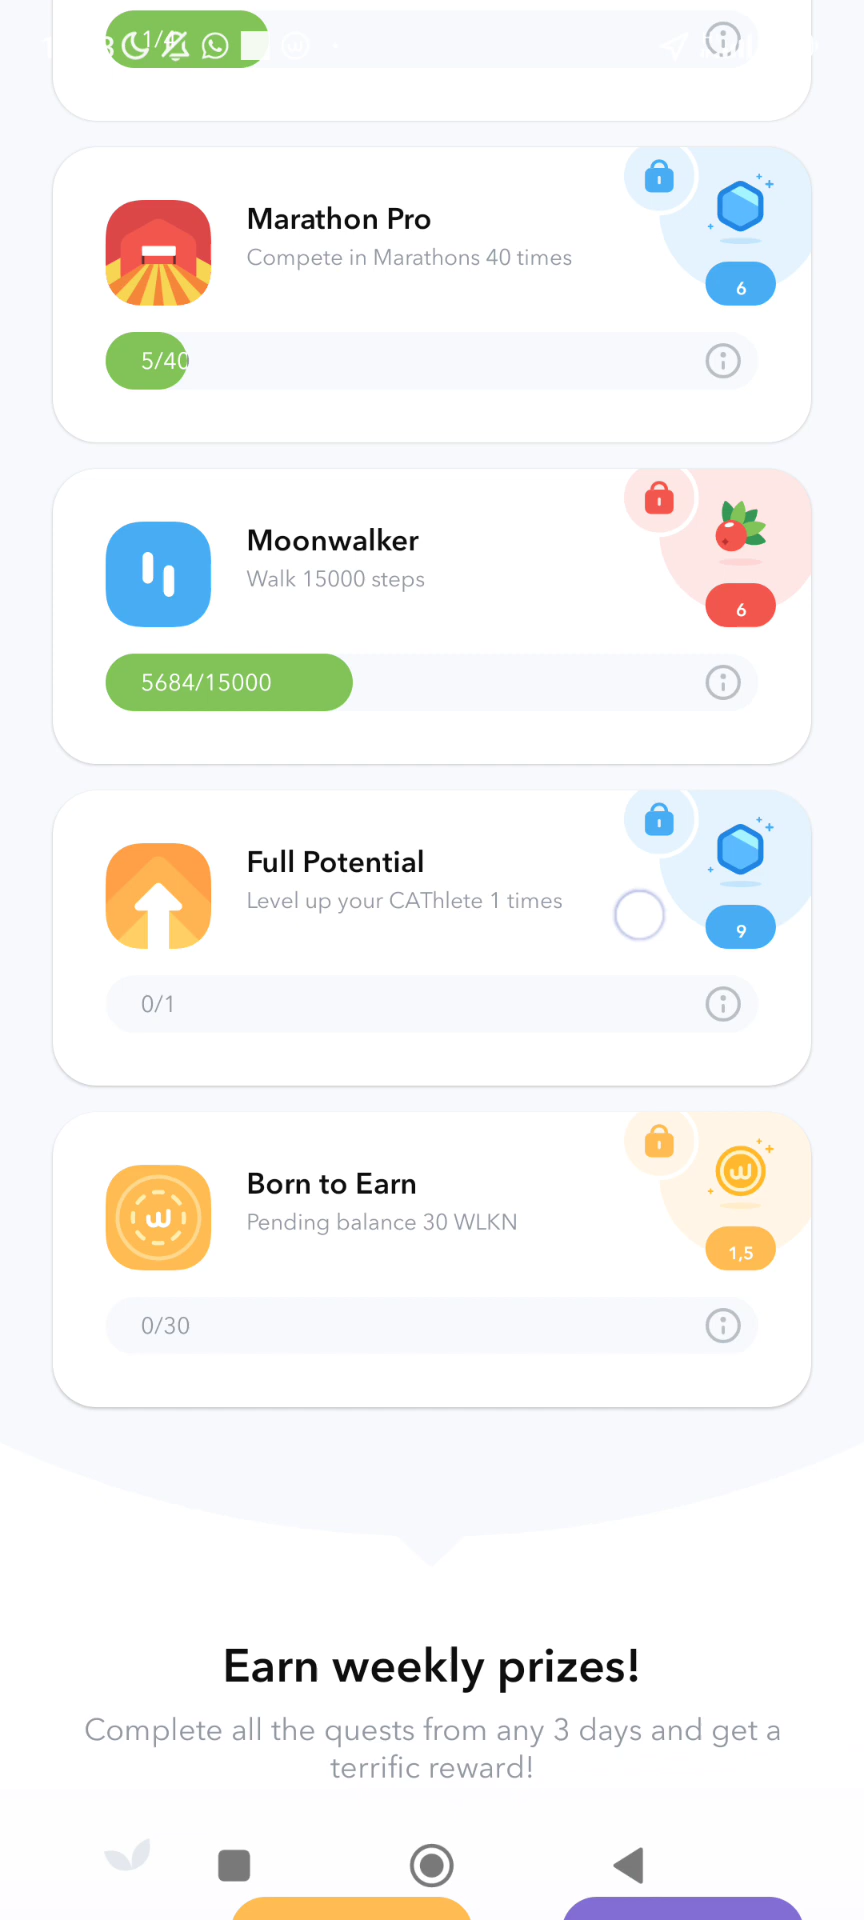 1/4
Marathon Pro
Compete in Marathons 40 times
6
5/40
Moonwalker
Walk 15000 steps
6
5684/15000
Full Potential
Level up your CAThlete 1 times
9
0/1
Born to Earn
Pending balance 30 WLKN
1,5
0/30
Earn weekly prizes!
Complete all the quests from any 3 days and get a
terrific reward!